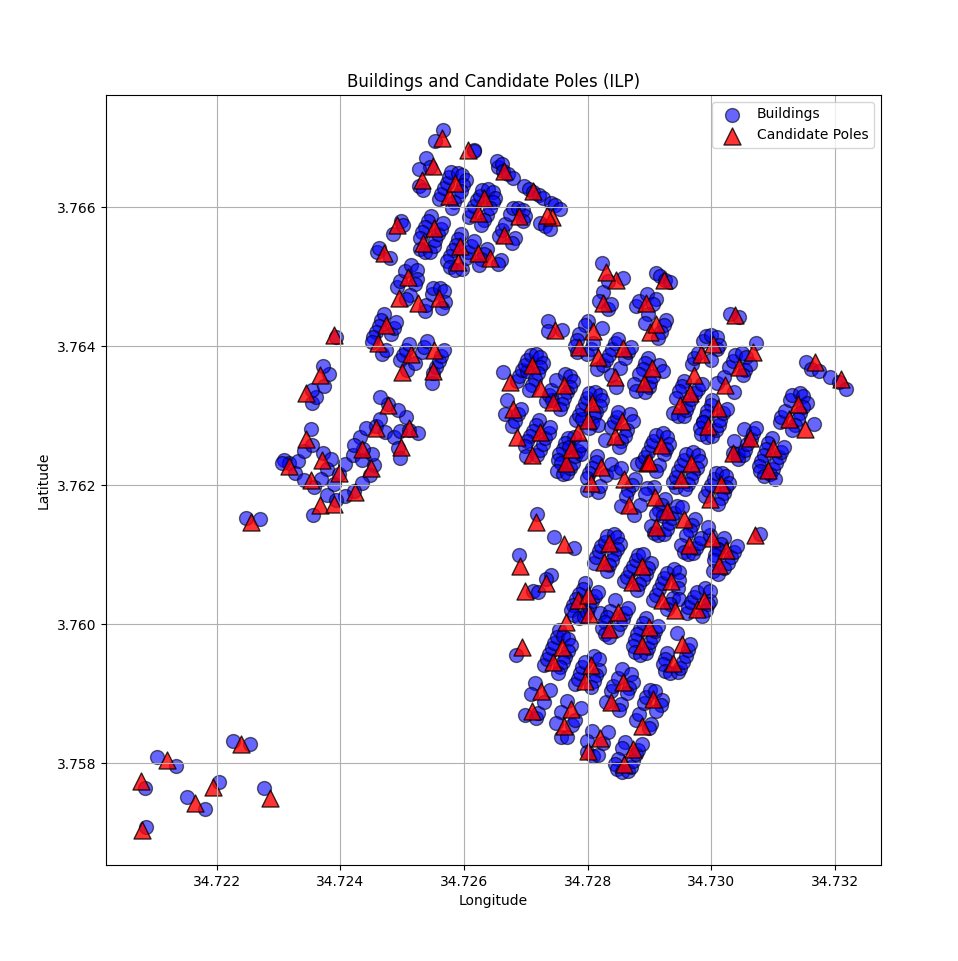 Buildings and Candidate Poles (ILP)
Buildings
Candidate Poles
Latitude
3.766
3.764
3.762
3.760
3.758
34.722 34.724 34.726 34.728 34.730 34.732
Longitude